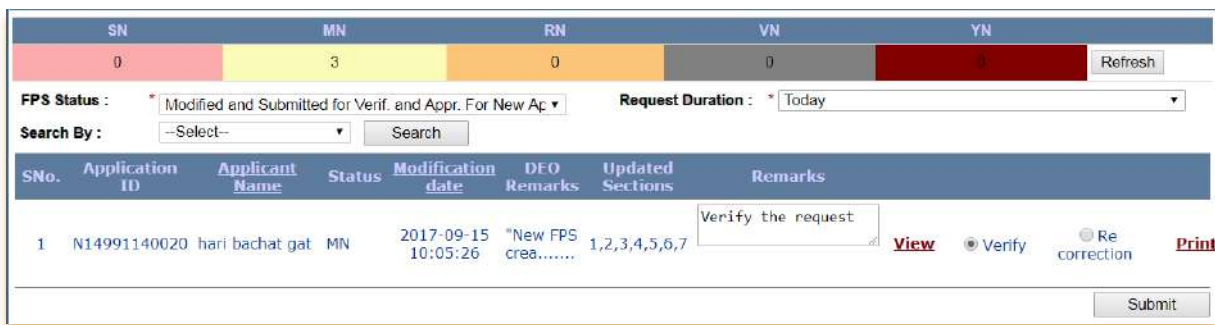 SN MN RN VN YN
0 3 0 0 0 Refresh
FPS Status : * Modified and Submitted for Verif. and Appr. For New Ap Request Duration : * Today
Search By : --Select-- Search
SNo. Application ID Applicant Name Status Modification date DEO Remarks Updated Sections Remarks
1 N14991140020 hari bachat gat MN 2017-09-15 10:05:26 "New FPS crea....... 1,2,3,4,5,6,7 Verify the request View Verify Re correction Print
Submit